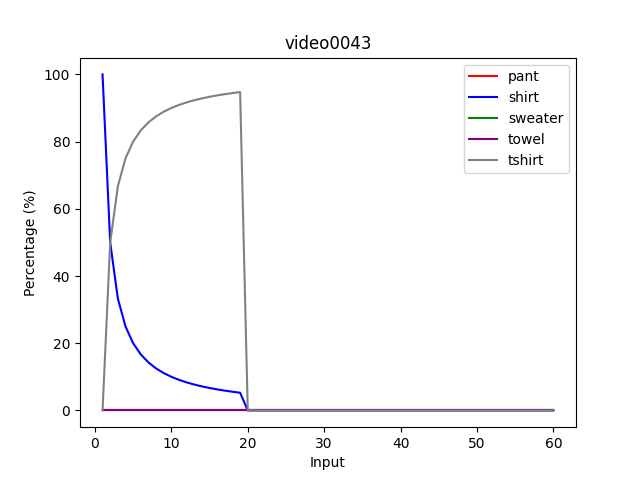 video0043
100
80
60
40
20
0
Percentage (%)
pant
shirt
sweater
towel
tshirt
0 10 20 30 40 50 60
Input